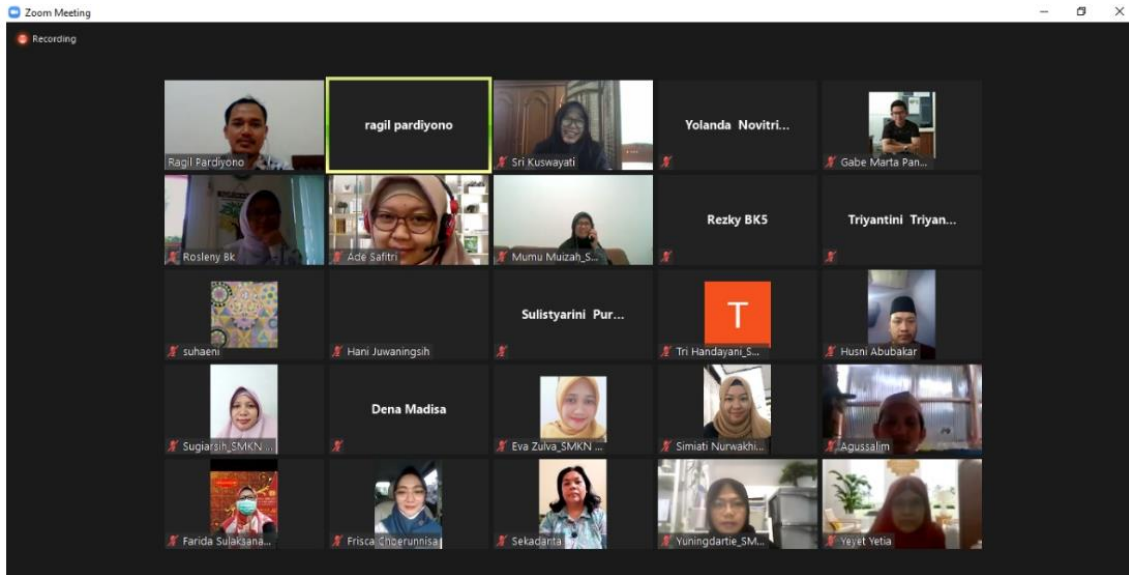 Zoom Meeting
Recording
Ragil Pardiyono
ragil pardiyono
Sri Kuswayati
Yolanda Novitri...
Gabe Marta Pan...
Rosleny Bk
Ade Safitri
Mumu Muizah_S...
Rezky BK5
Triyantini Triyan...
suhaeni
Hani Juwaningsih
Sulistyarini Pur...
T
Tri Handayani_S...
Husni Abubakar
Sugiarsih_SMKN ...
Dena Madisa
Eva Zulva_SMKN ...
Simiati Nurwakhi...
Agussalim
Farida Sulaksana...
Frisca Choerunnisa
Sekadanta
Yuningdartie_SM...
Yeyet Yetia